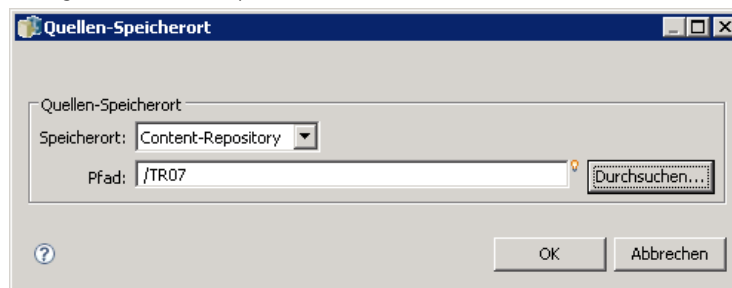 Quellen-Speicherort
Quellen-Speicherort
Speicherort: Content-Repository
Pfad: /TR07 Durchsuchen...
? OK Abbrechen